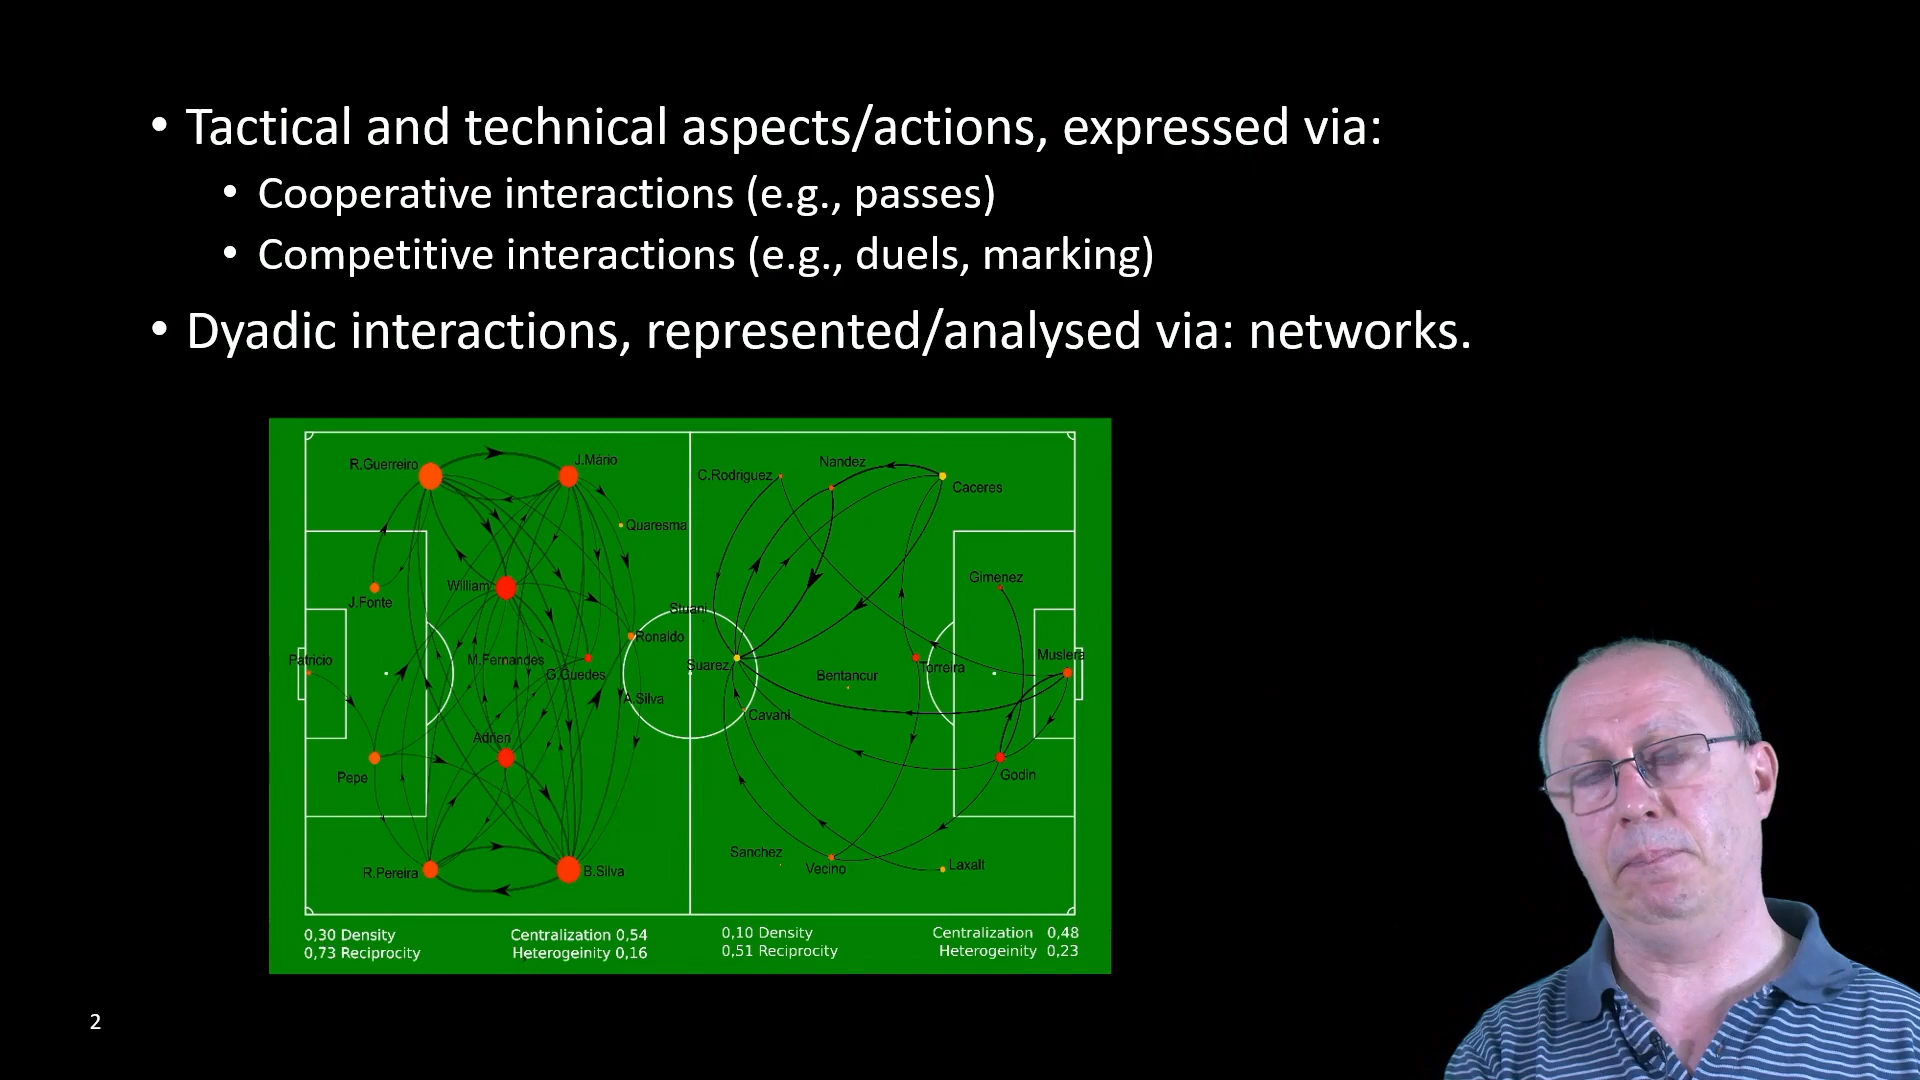 • Tactical and technical aspects/actions, expressed via:
• Cooperative interactions (e.g., passes)
• Competitive interactions (e.g., duels, marking)
• Dyadic interactions, represented/analysed via: networks.
R.Guerreiro
J.Mário
Quaresma
William
J.Fonte
Ronaldo
Patricio
M.Fernandes
G.Guedes
A.Silva
Adrien
Pepe
R.Pereira
B.Silva
C.Rodriguez
Nandez
Caceres
Gimenez
Stuani
Suarez
Torreira
Muslera
Bentancur
Cavani
Godin
Sanchez
Vecino
Laxalt
0,30 Density
Centralization 0,54
0,10 Density
Centralization 0,48
0,73 Reciprocity
Heterogeinity 0,16
0,51 Reciprocity
Heterogeinity 0,23
2